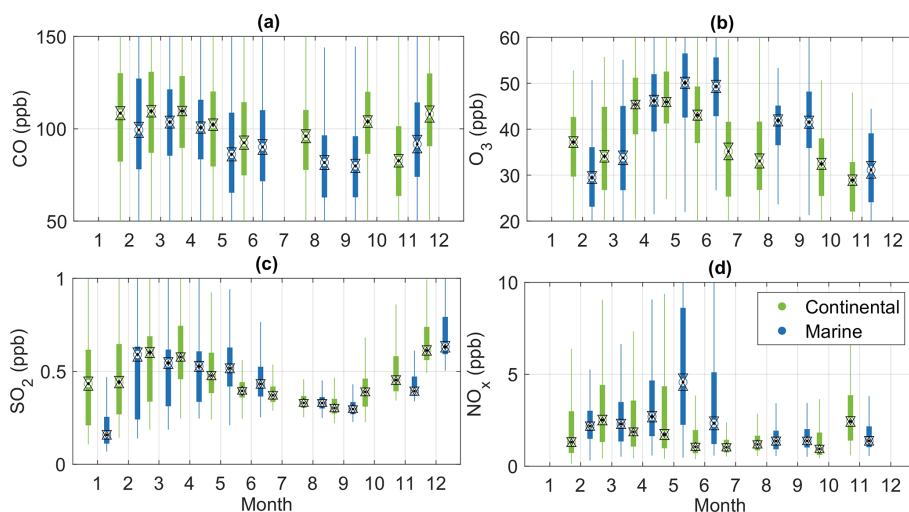 (a)
CO (ppb)
150
100
50
1 2 3 4 5 6 7 8 9 10 11 12
(b)
O3 (ppb)
60
50
40
30
20
1 2 3 4 5 6 7 8 9 10 11 12
(c)
SO2 (ppb)
1
0.5
0
1 2 3 4 5 6 7 8 9 10 11 12
Month
(d)
NOx (ppb)
10
5
0
Continental
Marine
1 2 3 4 5 6 7 8 9 10 11 12
Month